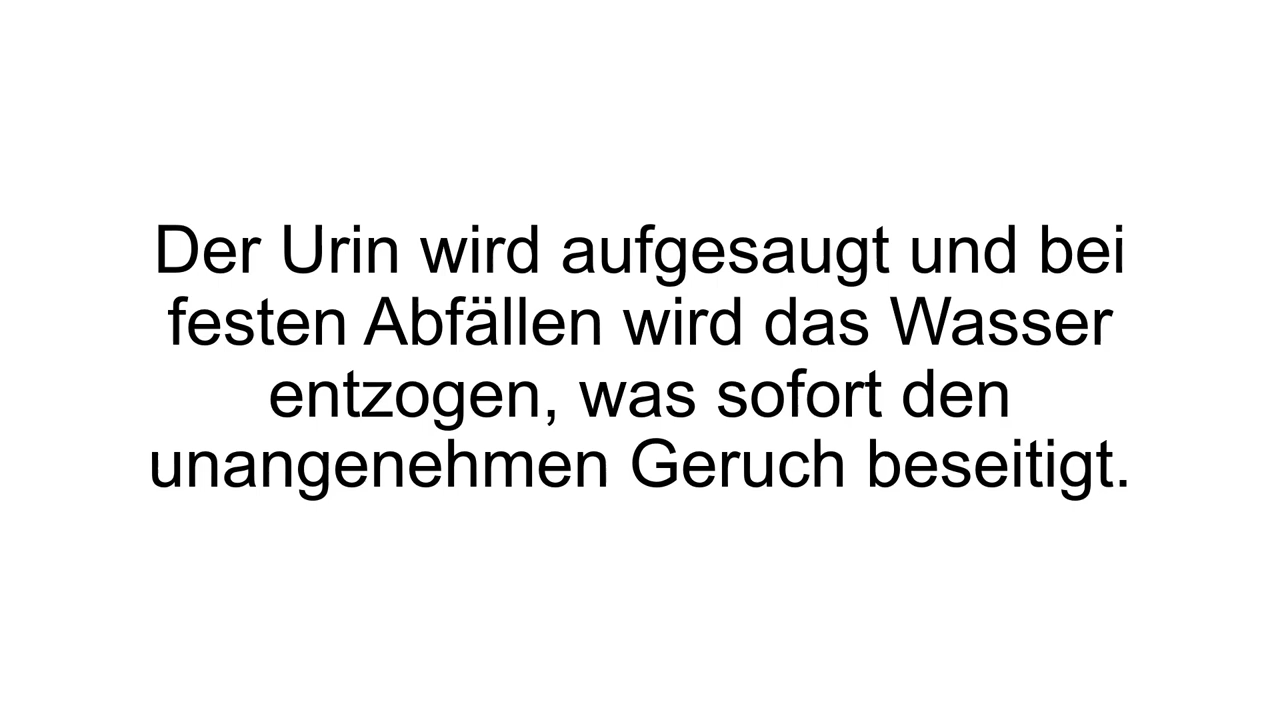 Der Urin wird aufgesaugt und bei
festen Abfällen wird das Wasser
entzogen, was sofort den
unangenehmen Geruch beseitigt.